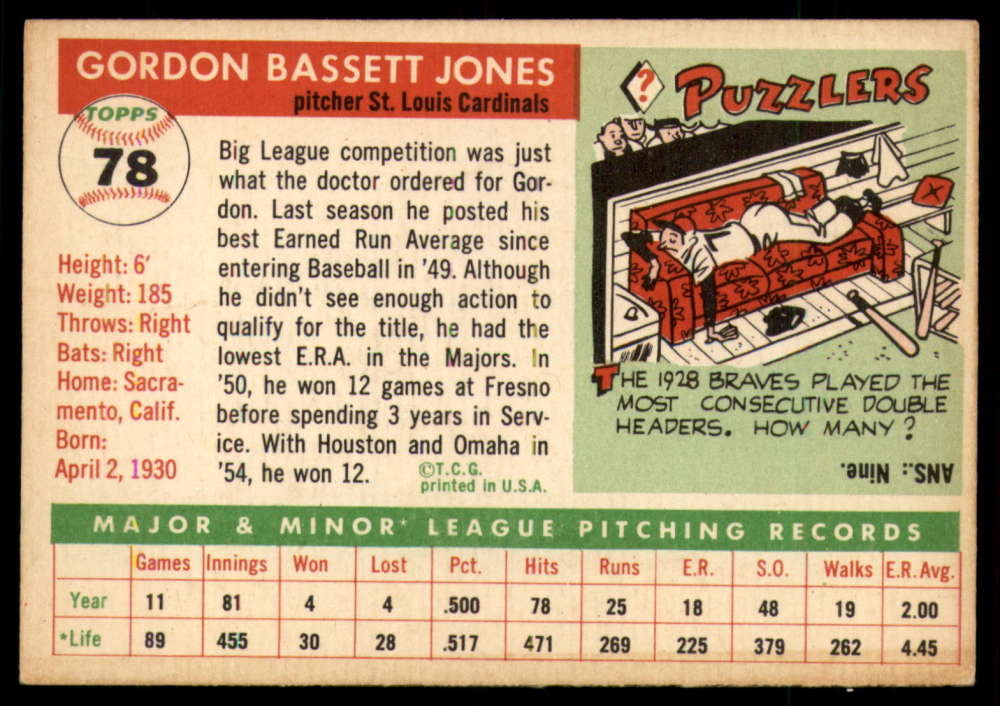 GORDON BASSETT JONES
pitcher St. Louis Cardinals
TOPPS
78
Height: 6'
Weight: 185
Throws: Right
Bats: Right
Home: Sacra-
mento, Calif.
Born:
April 2, 1930
Big League competition was just
what the doctor ordered for Gor-
don. Last season he posted his
best Earned Run Average since
entering Baseball in '49. Although
he didn't see enough action to
qualify for the title, he had the
lowest E.R.A. in the Majors. In
'50, he won 12 games at Fresno
before spending 3 years in Serv-
ice. With Houston and Omaha in
'54, he won 12.
©T.C.G.
printed in U.S.A.
? PUZZLERS
THE 1928 BRAVES PLAYED THE
MOST CONSECUTIVE DOUBLE
HEADERS. HOW MANY?
ANS.: Nine.
MAJOR & MINOR* LEAGUE PITCHING RECORDS
Games Innings Won Lost Pct. Hits Runs E.R. S.O. Walks E.R.Avg.
Year 11 81 4 4 .500 78 25 18 48 19 2.00
*Life 89 455 30 28 .517 471 269 225 379 262 4.45